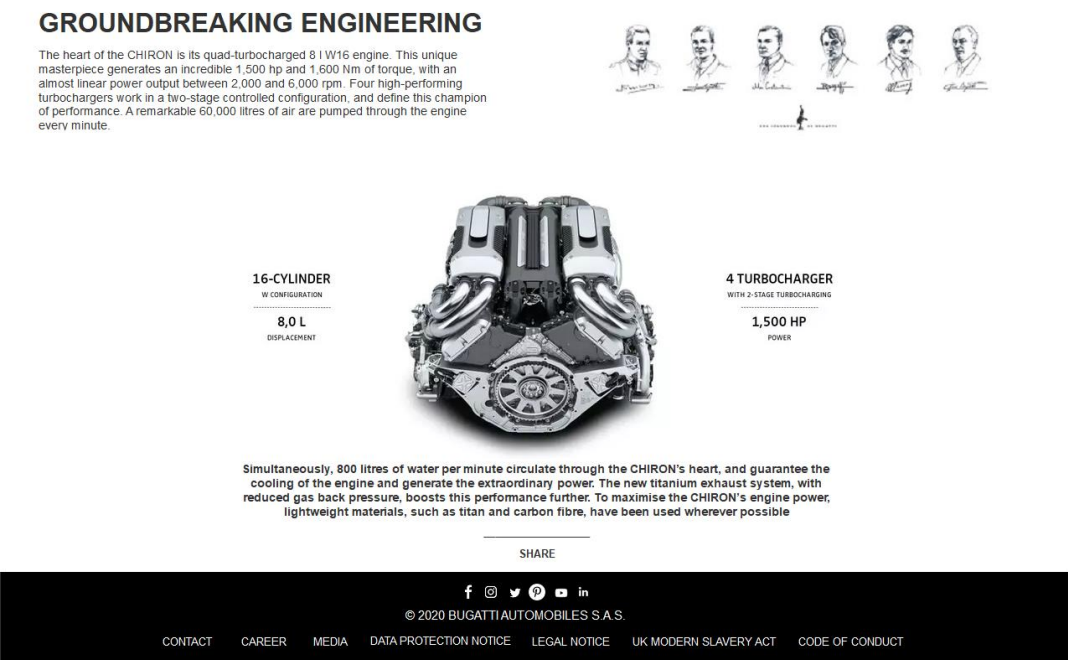 GROUNDBREAKING ENGINEERING
The heart of the CHIRON is its quad-turbocharged 8 l W16 engine. This unique
masterpiece generates an incredible 1,500 hp and 1,600 Nm of torque, with an
almost linear power output between 2,000 and 6,000 rpm. Four high-performing
turbochargers work in a two-stage controlled configuration, and define this champion
of performance. A remarkable 60,000 litres of air are pumped through the engine
every minute.
16-CYLINDER
W CONFIGURATION
8,0 L
DISPLACEMENT
4 TURBOCHARGER
WITH 2-STAGE TURBOCHARGING
1,500 HP
POWER
Simultaneously, 800 litres of water per minute circulate through the CHIRON's heart, and guarantee the
cooling of the engine and generate the extraordinary power. The new titanium exhaust system, with
reduced gas back pressure, boosts this performance further. To maximise the CHIRON's engine power,
lightweight materials, such as titan and carbon fibre, have been used wherever possible
SHARE
© 2020 BUGATTI AUTOMOBILES S.A.S.
CONTACT CAREER MEDIA DATA PROTECTION NOTICE LEGAL NOTICE UK MODERN SLAVERY ACT CODE OF CONDUCT